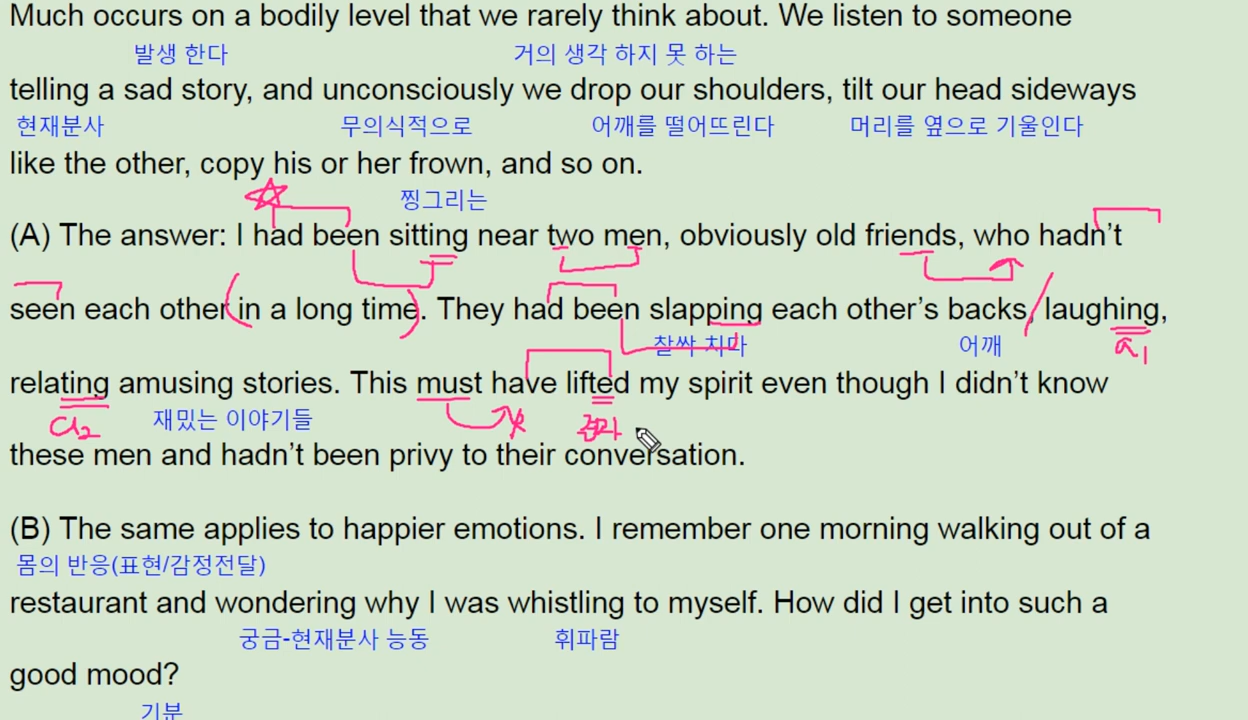 Much occurs on a bodily level that we rarely think about. We listen to someone
발생 한다 거의 생각 하지 못 하는
telling a sad story, and unconsciously we drop our shoulders, tilt our head sideways
현재분사 무의식적으로 어깨를 떨어뜨린다 머리를 옆으로 기울인다
like the other, copy his or her frown, and so on.
찡그리는
(A) The answer: I had been sitting near two men, obviously old friends, who hadn't
seen each other in a long time. They had been slapping each other's backs, laughing,
찰싹 치다 어깨 a1
relating amusing stories. This must have lifted my spirit even though I didn't know
a2 재밌는 이야기들
these men and hadn't been privy to their conversation.
(B) The same applies to happier emotions. I remember one morning walking out of a
몸의 반응(표현/감정전달)
restaurant and wondering why I was whistling to myself. How did I get into such a
궁금-현재분사 능동 휘파람
good mood?
기분